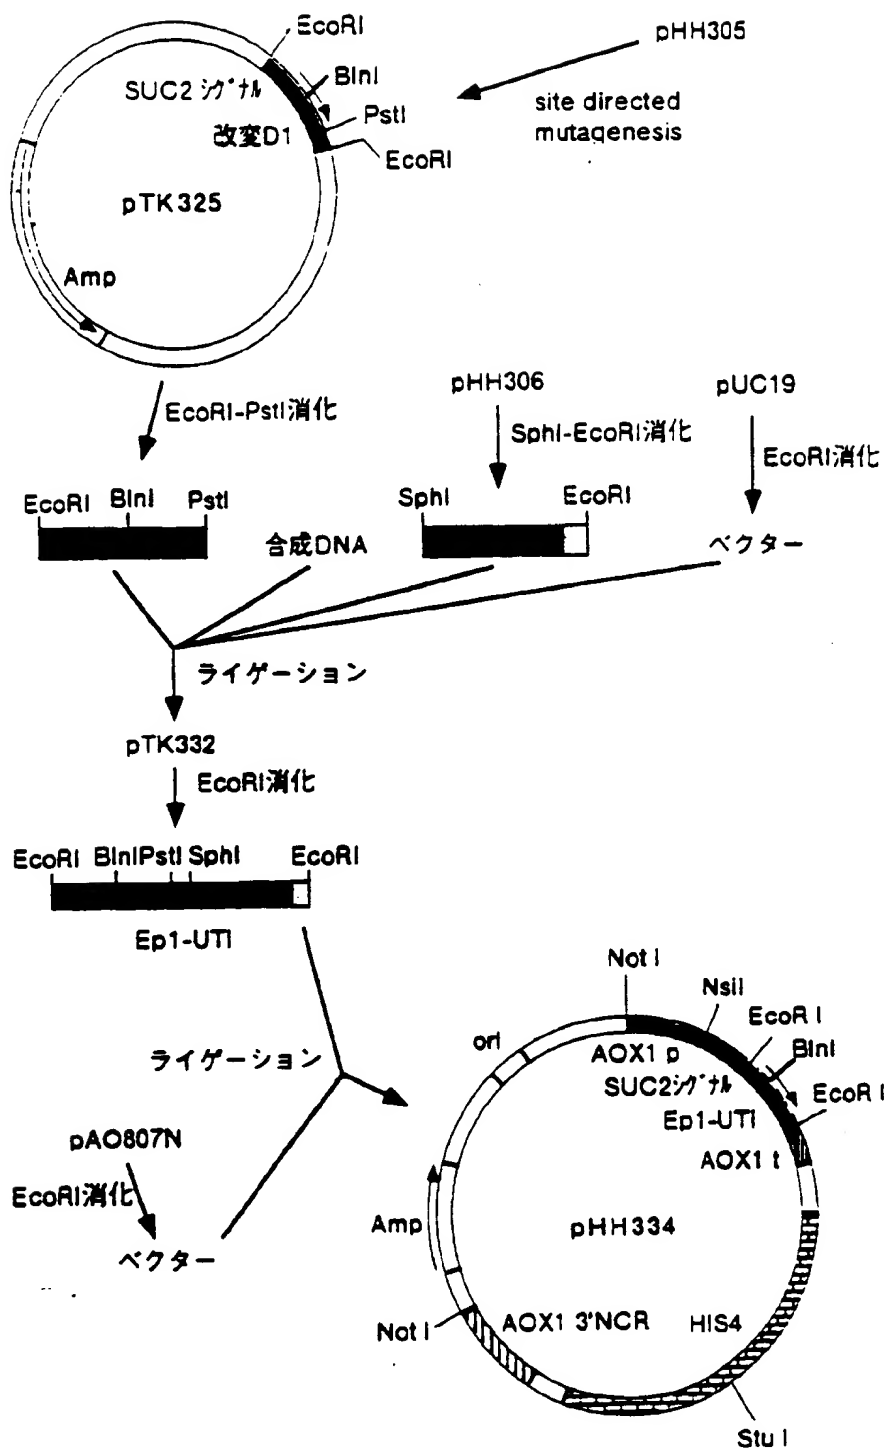 EcoRI
pHH305
BlnI
SUC2 シグナル
PstI
site directed
mutagenesis
改変D1
EcoRI
pTK325
Amp
pHH306
pUC19
EcoRI-PstI消化
SphI-EcoRI消化
EcoRI消化
EcoRI BlnI PstI
SphI EcoRI
合成DNA
ベクター
ライゲーション
pTK332
EcoRI消化
EcoRI BlnI PstI SphI EcoRI
Ep1-UTI
Not I
NsiI
EcoR I
ori
AOX1 p
BlnI
ライゲーション
SUC2シグナル
EcoR I
Ep1-UTI
pAO807N
AOX1 t
EcoRI消化
Amp
pHH334
ベクター
Not I
AOX1 3'NCR
HIS4
Stu I